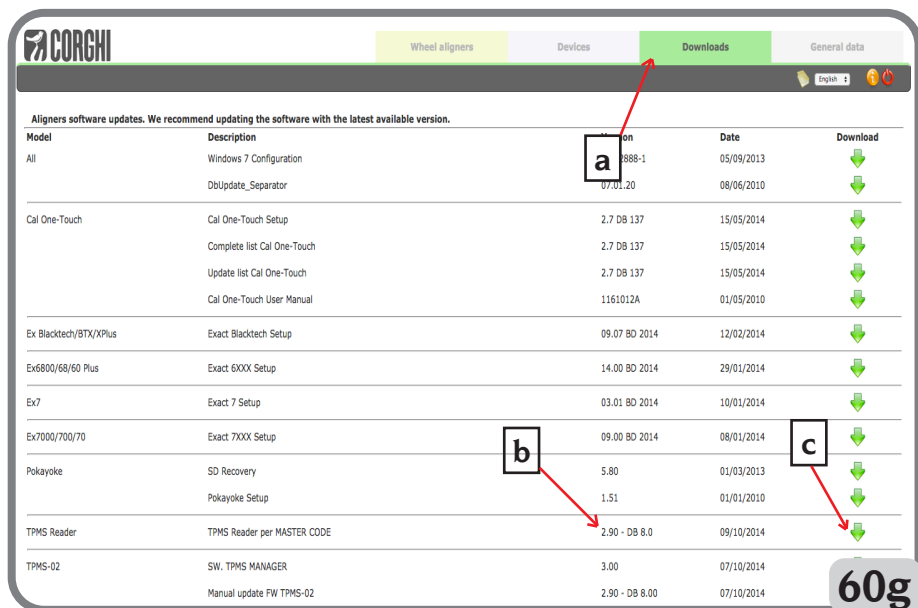 CORGHI
Wheel aligners Devices Downloads General data
English
Aligners software updates. We recommend updating the software with the latest available version.
Model Description Date Download
a
All Windows 7 Configuration 2888-1 05/09/2013
DbUpdate_Separator 07.01.20 08/06/2010
Cal One-Touch Cal One-Touch Setup 2.7 DB 137 15/05/2014
Complete list Cal One-Touch 2.7 DB 137 15/05/2014
Update list Cal One-Touch 2.7 DB 137 15/05/2014
Cal One-Touch User Manual 1161012A 01/05/2010
Ex Blacktech/BTX/XPlus Exact Blacktech Setup 09.07 BD 2014 12/02/2014
Ex6800/68/60 Plus Exact 6XXX Setup 14.00 BD 2014 29/01/2014
Ex7 Exact 7 Setup 03.01 BD 2014 10/01/2014
Ex7000/700/70 Exact 7XXX Setup 09.00 BD 2014 08/01/2014
b c
Pokayoke SD Recovery 5.80 01/03/2013
Pokayoke Setup 1.51 01/01/2010
TPMS Reader TPMS Reader per MASTER CODE 2.90 - DB 8.0 09/10/2014
TPMS-02 SW. TPMS MANAGER 3.00 07/10/2014
Manual update FW TPMS-02 2.90 - DB 8.00 07/10/2014
60g